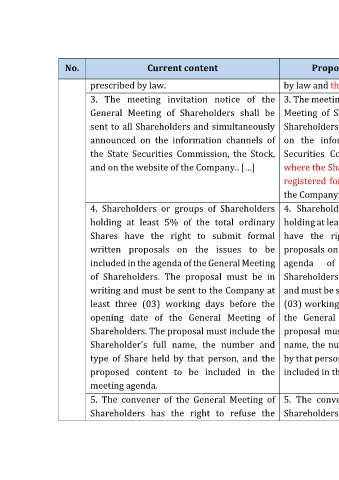 No. Current content Propo
prescribed by law. by law and th
3. The meeting invitation notice of the 3. The meetin
General Meeting of Shareholders shall be Meeting of S
sent to all Shareholders and simultaneously Shareholders
announced on the information channels of on the infor
the State Securities Commission, the Stock, Securities Co
and on the website of the Company.. [...] where the Sha
registered for
the Company
4. Shareholders or groups of Shareholders 4. Sharehold
holding at least 5% of the total ordinary holding at lea
Shares have the right to submit formal have the rig
written proposals on the issues to be proposals on
included in the agenda of the General Meeting agenda of
of Shareholders. The proposal must be in Shareholders
writing and must be sent to the Company at and must be s
least three (03) working days before the (03) working
opening date of the General Meeting of the General
Shareholders. The proposal must include the proposal mus
Shareholder's full name, the number and name, the nu
type of Share held by that person, and the by that perso
proposed content to be included in the included in th
meeting agenda.
5. The convener of the General Meeting of 5. The conve
Shareholders has the right to refuse the Shareholders